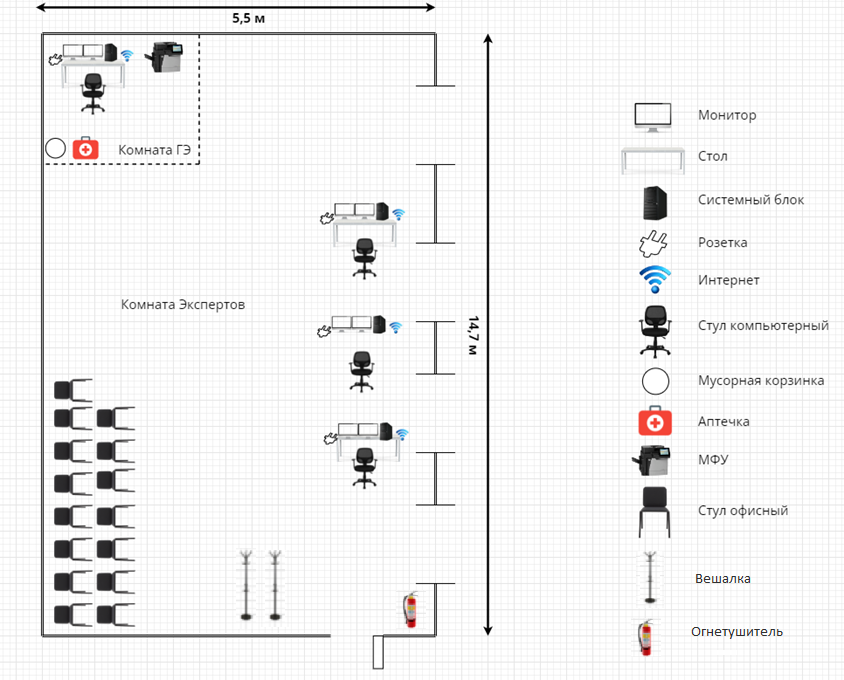 5,5 м
Комната ГЭ
Комната Экспертов
14,7 м
Монитор
Стол
Системный блок
Розетка
Интернет
Стул компьютерный
Мусорная корзинка
Аптечка
МФУ
Стул офисный
Вешалка
Огнетушитель